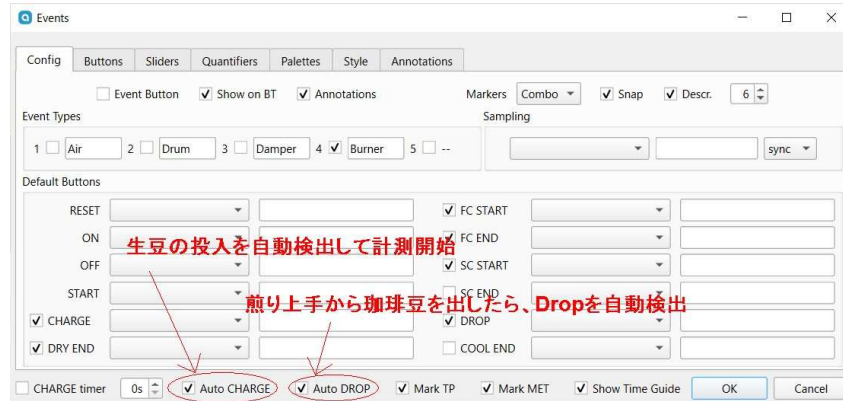 Events
Config Buttons Sliders Quantifiers Palettes Style Annotations
Event Button Show on BT Annotations Markers Combo Snap Descr. 6
Event Types Sampling
1 Air 2 Drum 3 Damper 4 Burner 5 -- sync
Default Buttons
RESET FC START
ON FC END
生豆の投入を自動検出して計測開始
OFF SC START
START SC END
煎り上手から珈琲豆を出したら、Dropを自動検出
CHARGE DROP
DRY END COOL END
CHARGE timer 0s Auto CHARGE Auto DROP Mark TP Mark MET Show Time Guide OK Cancel